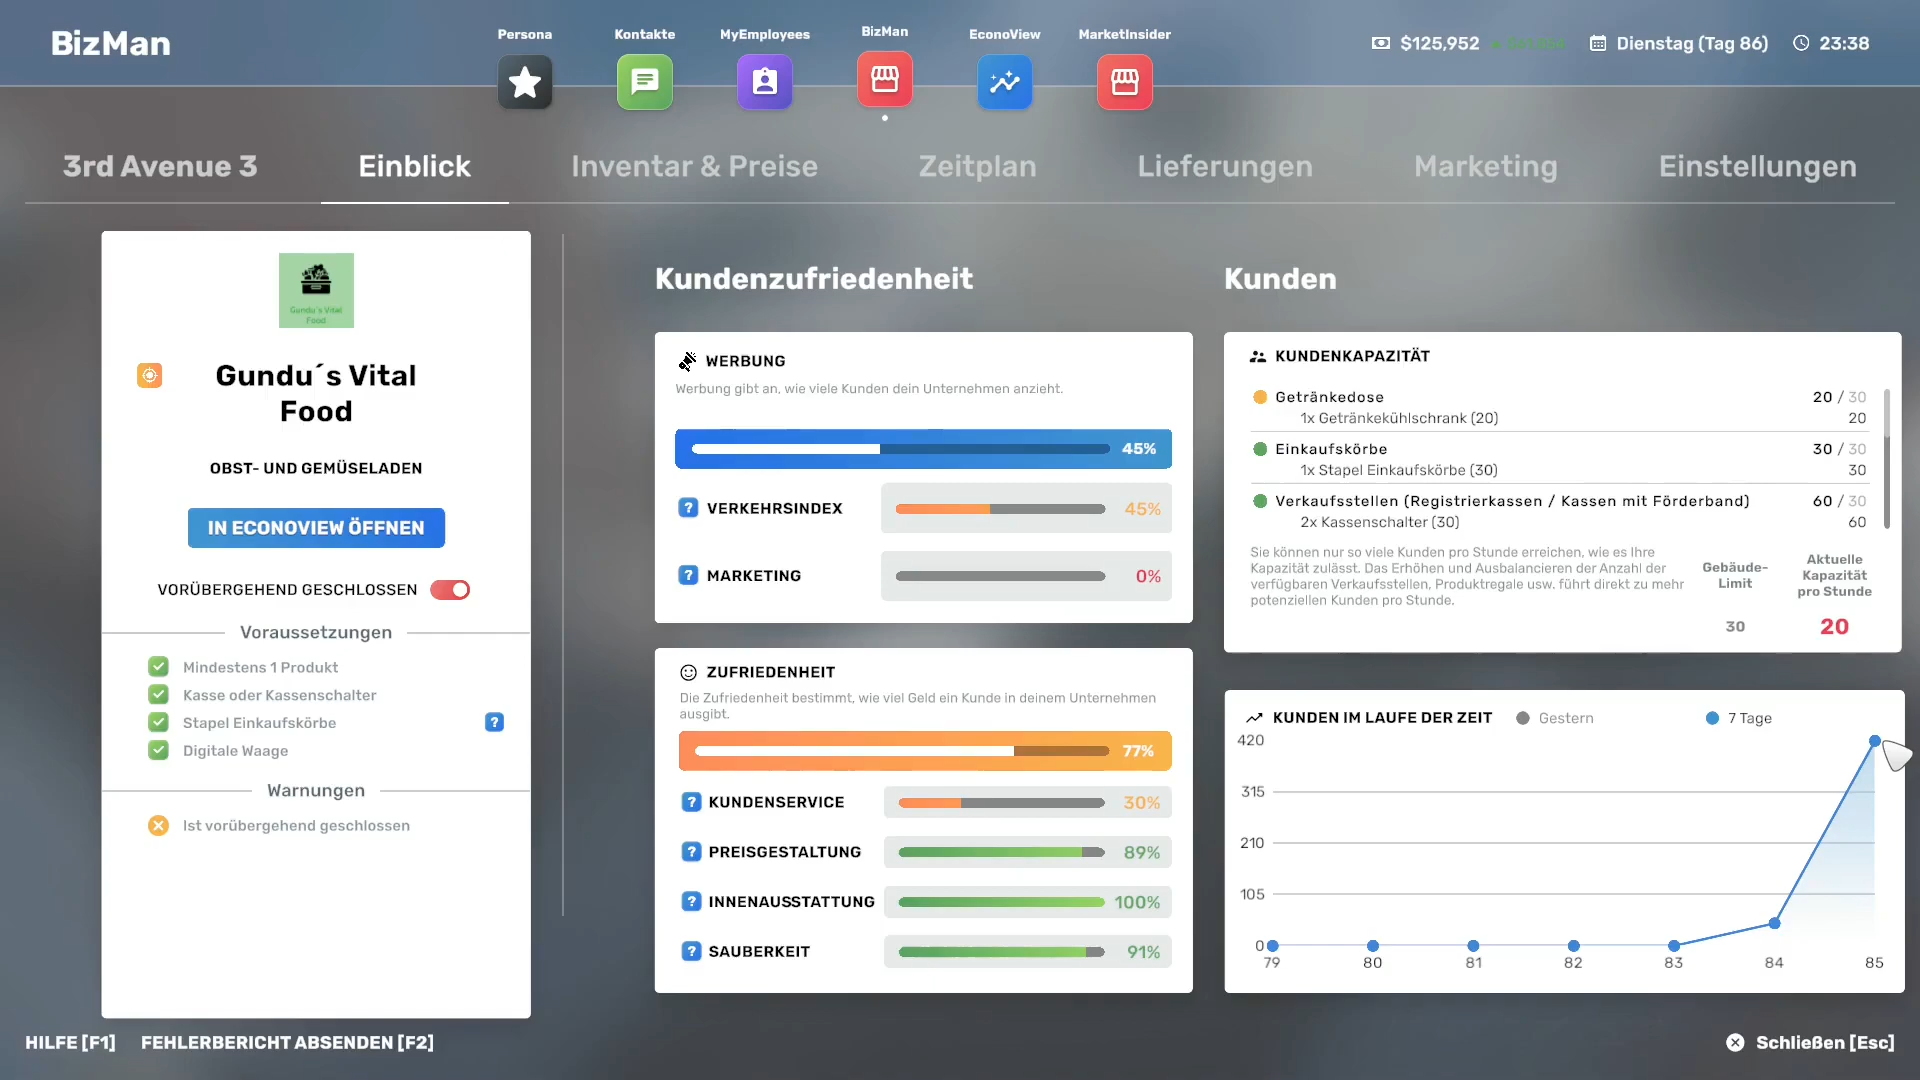 BizMan
Persona
Kontakte
MyEmployees
BizMan
EconoView
MarketInsider
$125,952
Dienstag (Tag 86)
23:38
3rd Avenue 3
Einblick
Inventar & Preise
Zeitplan
Lieferungen
Marketing
Einstellungen
Gundu´s Vital
Food
Gundu´s Vital
Food
OBST- UND GEMÜSELADEN
IN ECONOVIEW ÖFFNEN
VORÜBERGEHEND GESCHLOSSEN
Voraussetzungen
Mindestens 1 Produkt
Kasse oder Kassenschalter
Stapel Einkaufskörbe
?
Digitale Waage
Warnungen
Ist vorübergehend geschlossen
Kundenzufriedenheit
WERBUNG
Werbung gibt an, wie viele Kunden dein Unternehmen anzieht.
45%
? VERKEHRSINDEX 45%
? MARKETING 0%
ZUFRIEDENHEIT
Die Zufriedenheit bestimmt, wie viel Geld ein Kunde in deinem Unternehmen
ausgibt.
77%
? KUNDENSERVICE 30%
? PREISGESTALTUNG 89%
? INNENAUSSTATTUNG 100%
? SAUBERKEIT 91%
Kunden
KUNDENKAPAZITÄT
Getränkedose 20 / 30
1x Getränkekühlschrank (20) 20
Einkaufskörbe 30 / 30
1x Stapel Einkaufskörbe (30) 30
Verkaufsstellen (Registrierkassen / Kassen mit Förderband) 60 / 30
2x Kassenschalter (30) 60
Sie können nur so viele Kunden pro Stunde erreichen, wie es Ihre
Kapazität zulässt. Das Erhöhen und Ausbalancieren der Anzahl der
verfügbaren Verkaufsstellen, Produktregale usw. führt direkt zu mehr
potenziellen Kunden pro Stunde.
Gebäude-
Limit
30
Aktuelle
Kapazität
pro Stunde
20
KUNDEN IM LAUFE DER ZEIT
Gestern
7 Tage
420
315
210
105
0
79 80 81 82 83 84 85
HILFE [F1]
FEHLERBERICHT ABSENDEN [F2]
Schließen [Esc]